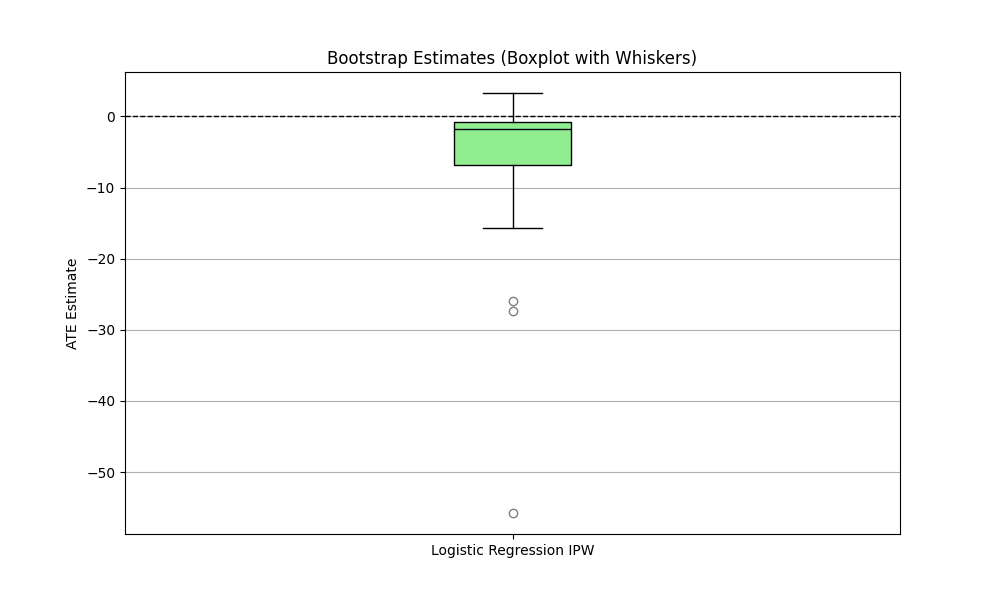 Bootstrap Estimates (Boxplot with Whiskers)
0
−10
−20
−30
−40
−50
ATE Estimate
Logistic Regression IPW